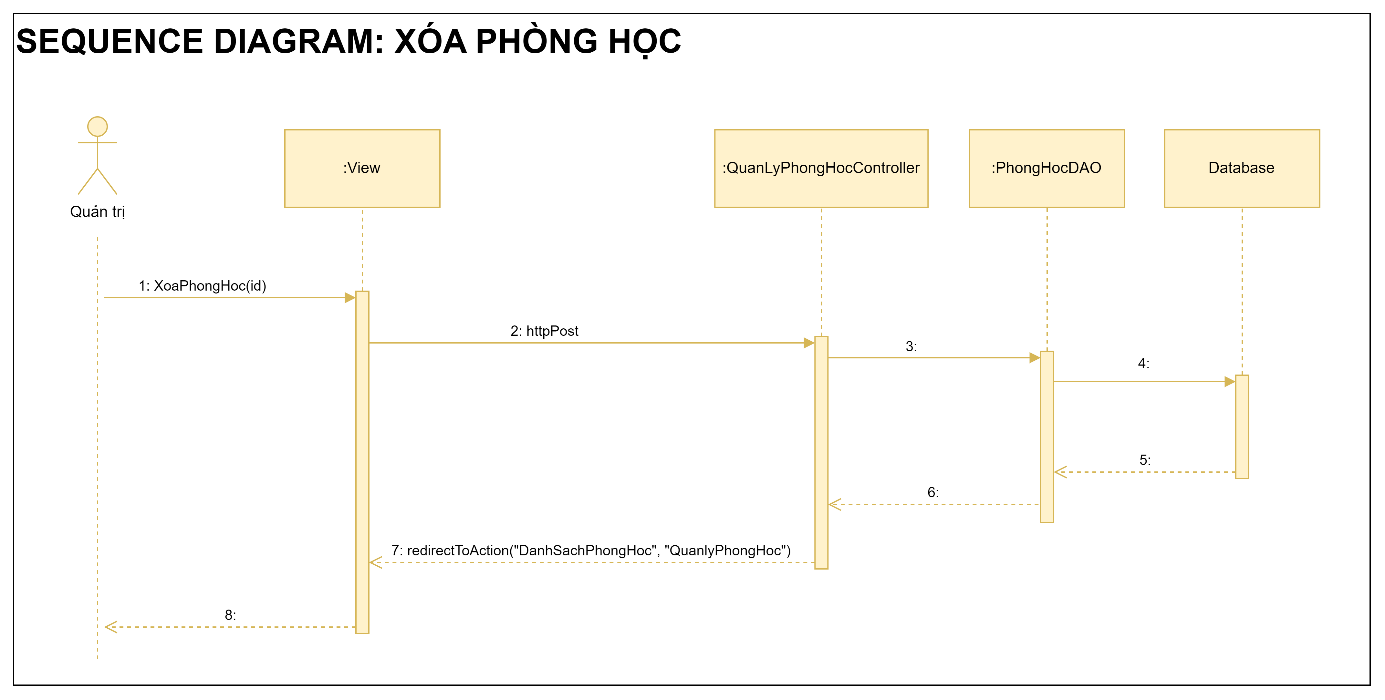 SEQUENCE DIAGRAM: XÓA PHÒNG HỌC
Quản trị
:View
:QuanLyPhongHocController
:PhongHocDAO
Database
1: XoaPhongHoc(id)
2: httpPost
3:
4:
5:
6:
7: redirectToAction("DanhSachPhongHoc", "QuanlyPhongHoc")
8: